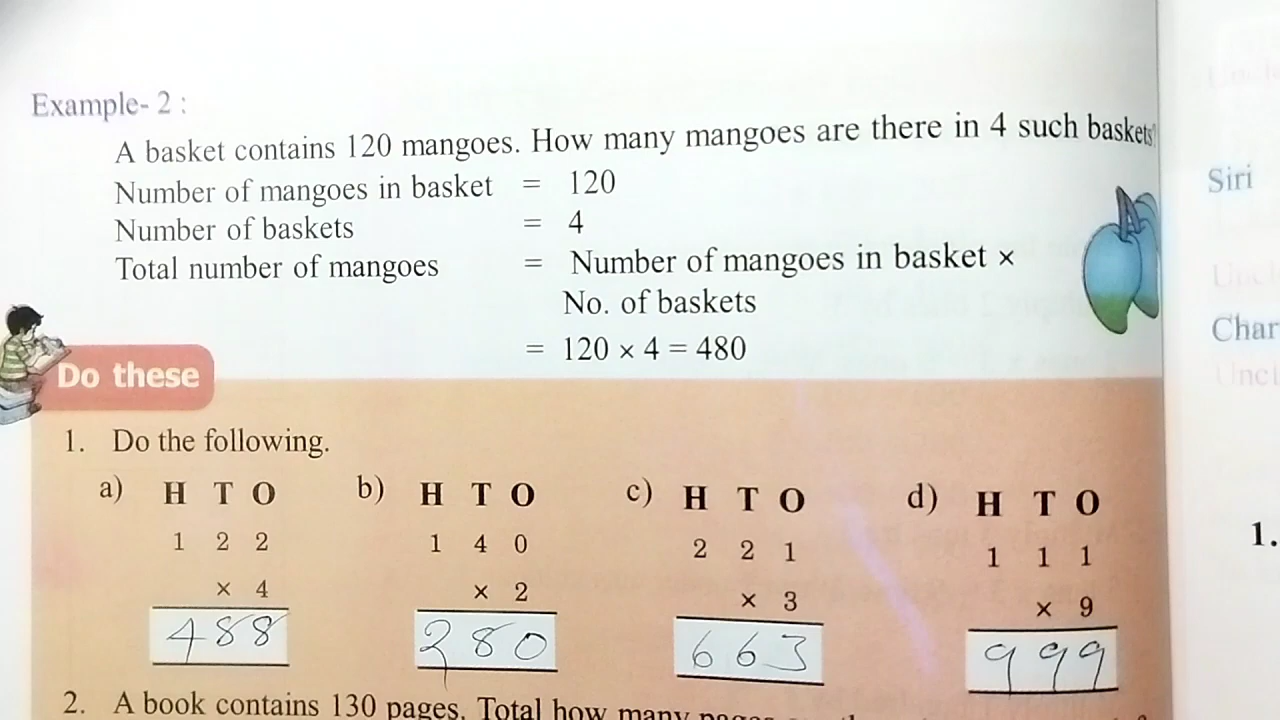 Example- 2 :
A basket contains 120 mangoes. How many mangoes are there in 4 such baskets?
Number of mangoes in basket = 120
Number of baskets = 4
Total number of mangoes = Number of mangoes in basket ×
No. of baskets
= 120 × 4 = 480
Do these
1. Do the following.
a) H T O b) H T O c) H T O d) H T O
1 2 2 1 4 0 2 2 1 1 1 1
× 4 × 2 × 3 × 9
488 280 663 999
2. A book contains 130 pages. Total how many
Siri
Char
Uncl
1.